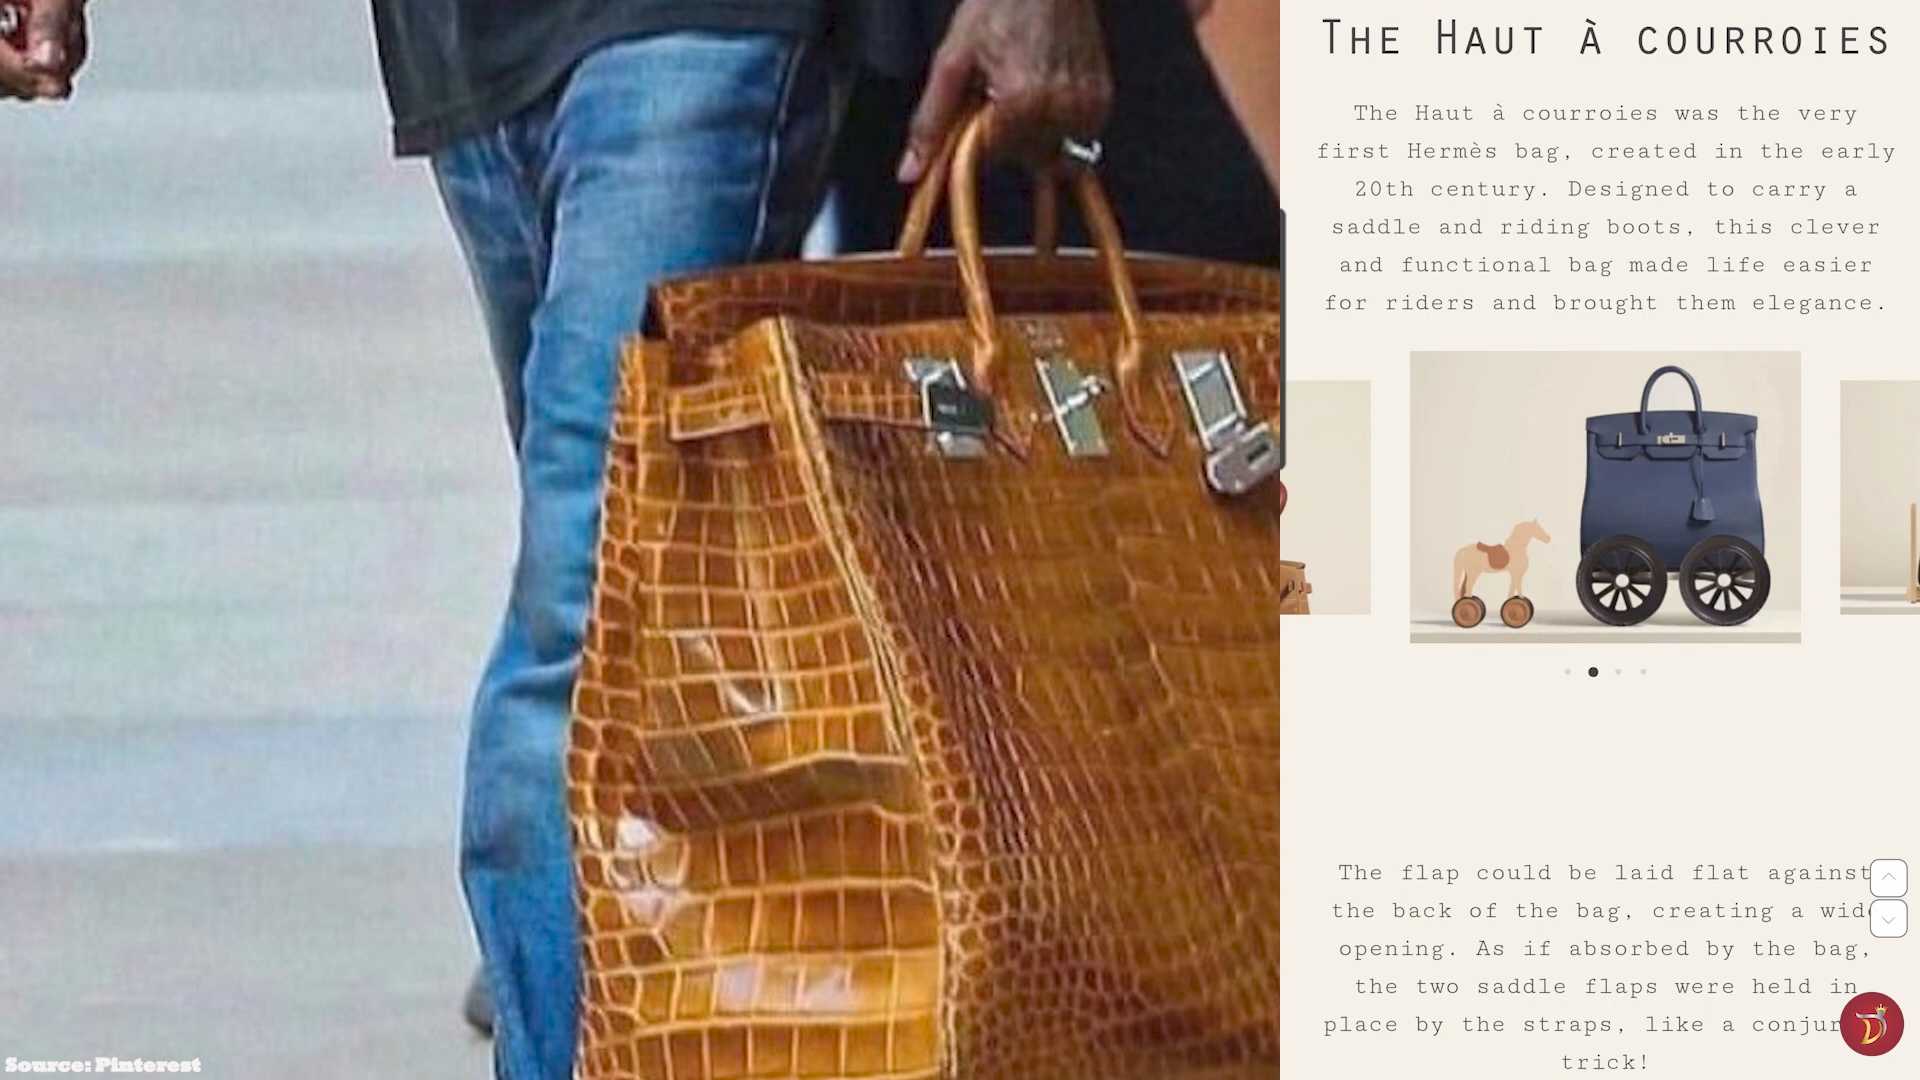 The Haut à courroies
The Haut à courroies was the very
first Hermès bag, created in the early
20th century. Designed to carry a
saddle and riding boots, this clever
and functional bag made life easier
for riders and brought them elegance.
The flap could be laid flat against
the back of the bag, creating a wide
opening. As if absorbed by the bag,
the two saddle flaps were held in
place by the straps, like a conjur
trick!
Source: Pinterest